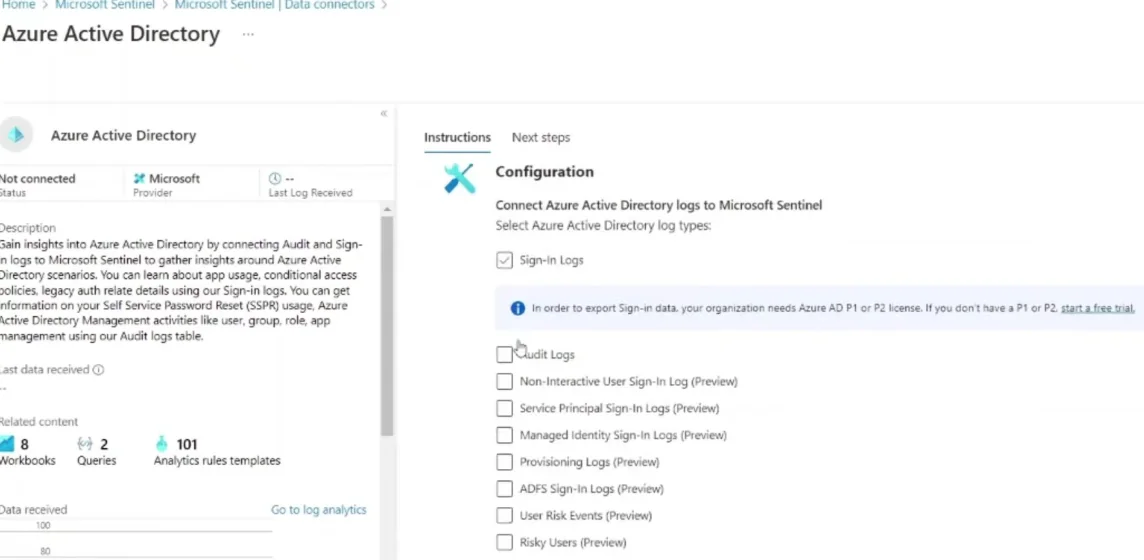 Home > Microsoft Sentinel > Microsoft Sentinel | Data connectors >
Azure Active Directory ...
«
Azure Active Directory
Not connected
Status
Microsoft
Provider
--
Last Log Received
Description
Gain insights into Azure Active Directory by connecting Audit and Sign-
in logs to Microsoft Sentinel to gather insights around Azure Active
Directory scenarios. You can learn about app usage, conditional access
policies, legacy auth relate details using our Sign-in logs. You can get
information on your Self Service Password Reset (SSPR) usage, Azure
Active Directory Management activities like user, group, role, app
management using our Audit logs table.
Last data received
--
Related content
8
Workbooks
2
Queries
101
Analytics rules templates
Data received
Go to log analytics
100
80
Instructions
Next steps
Configuration
Connect Azure Active Directory logs to Microsoft Sentinel
Select Azure Active Directory log types:
Sign-In Logs
In order to export Sign-in data, your organization needs Azure AD P1 or P2 license. If you don't have a P1 or P2, start a free trial.
Audit Logs
Non-Interactive User Sign-In Log (Preview)
Service Principal Sign-In Logs (Preview)
Managed Identity Sign-In Logs (Preview)
Provisioning Logs (Preview)
ADFS Sign-In Logs (Preview)
User Risk Events (Preview)
Risky Users (Preview)